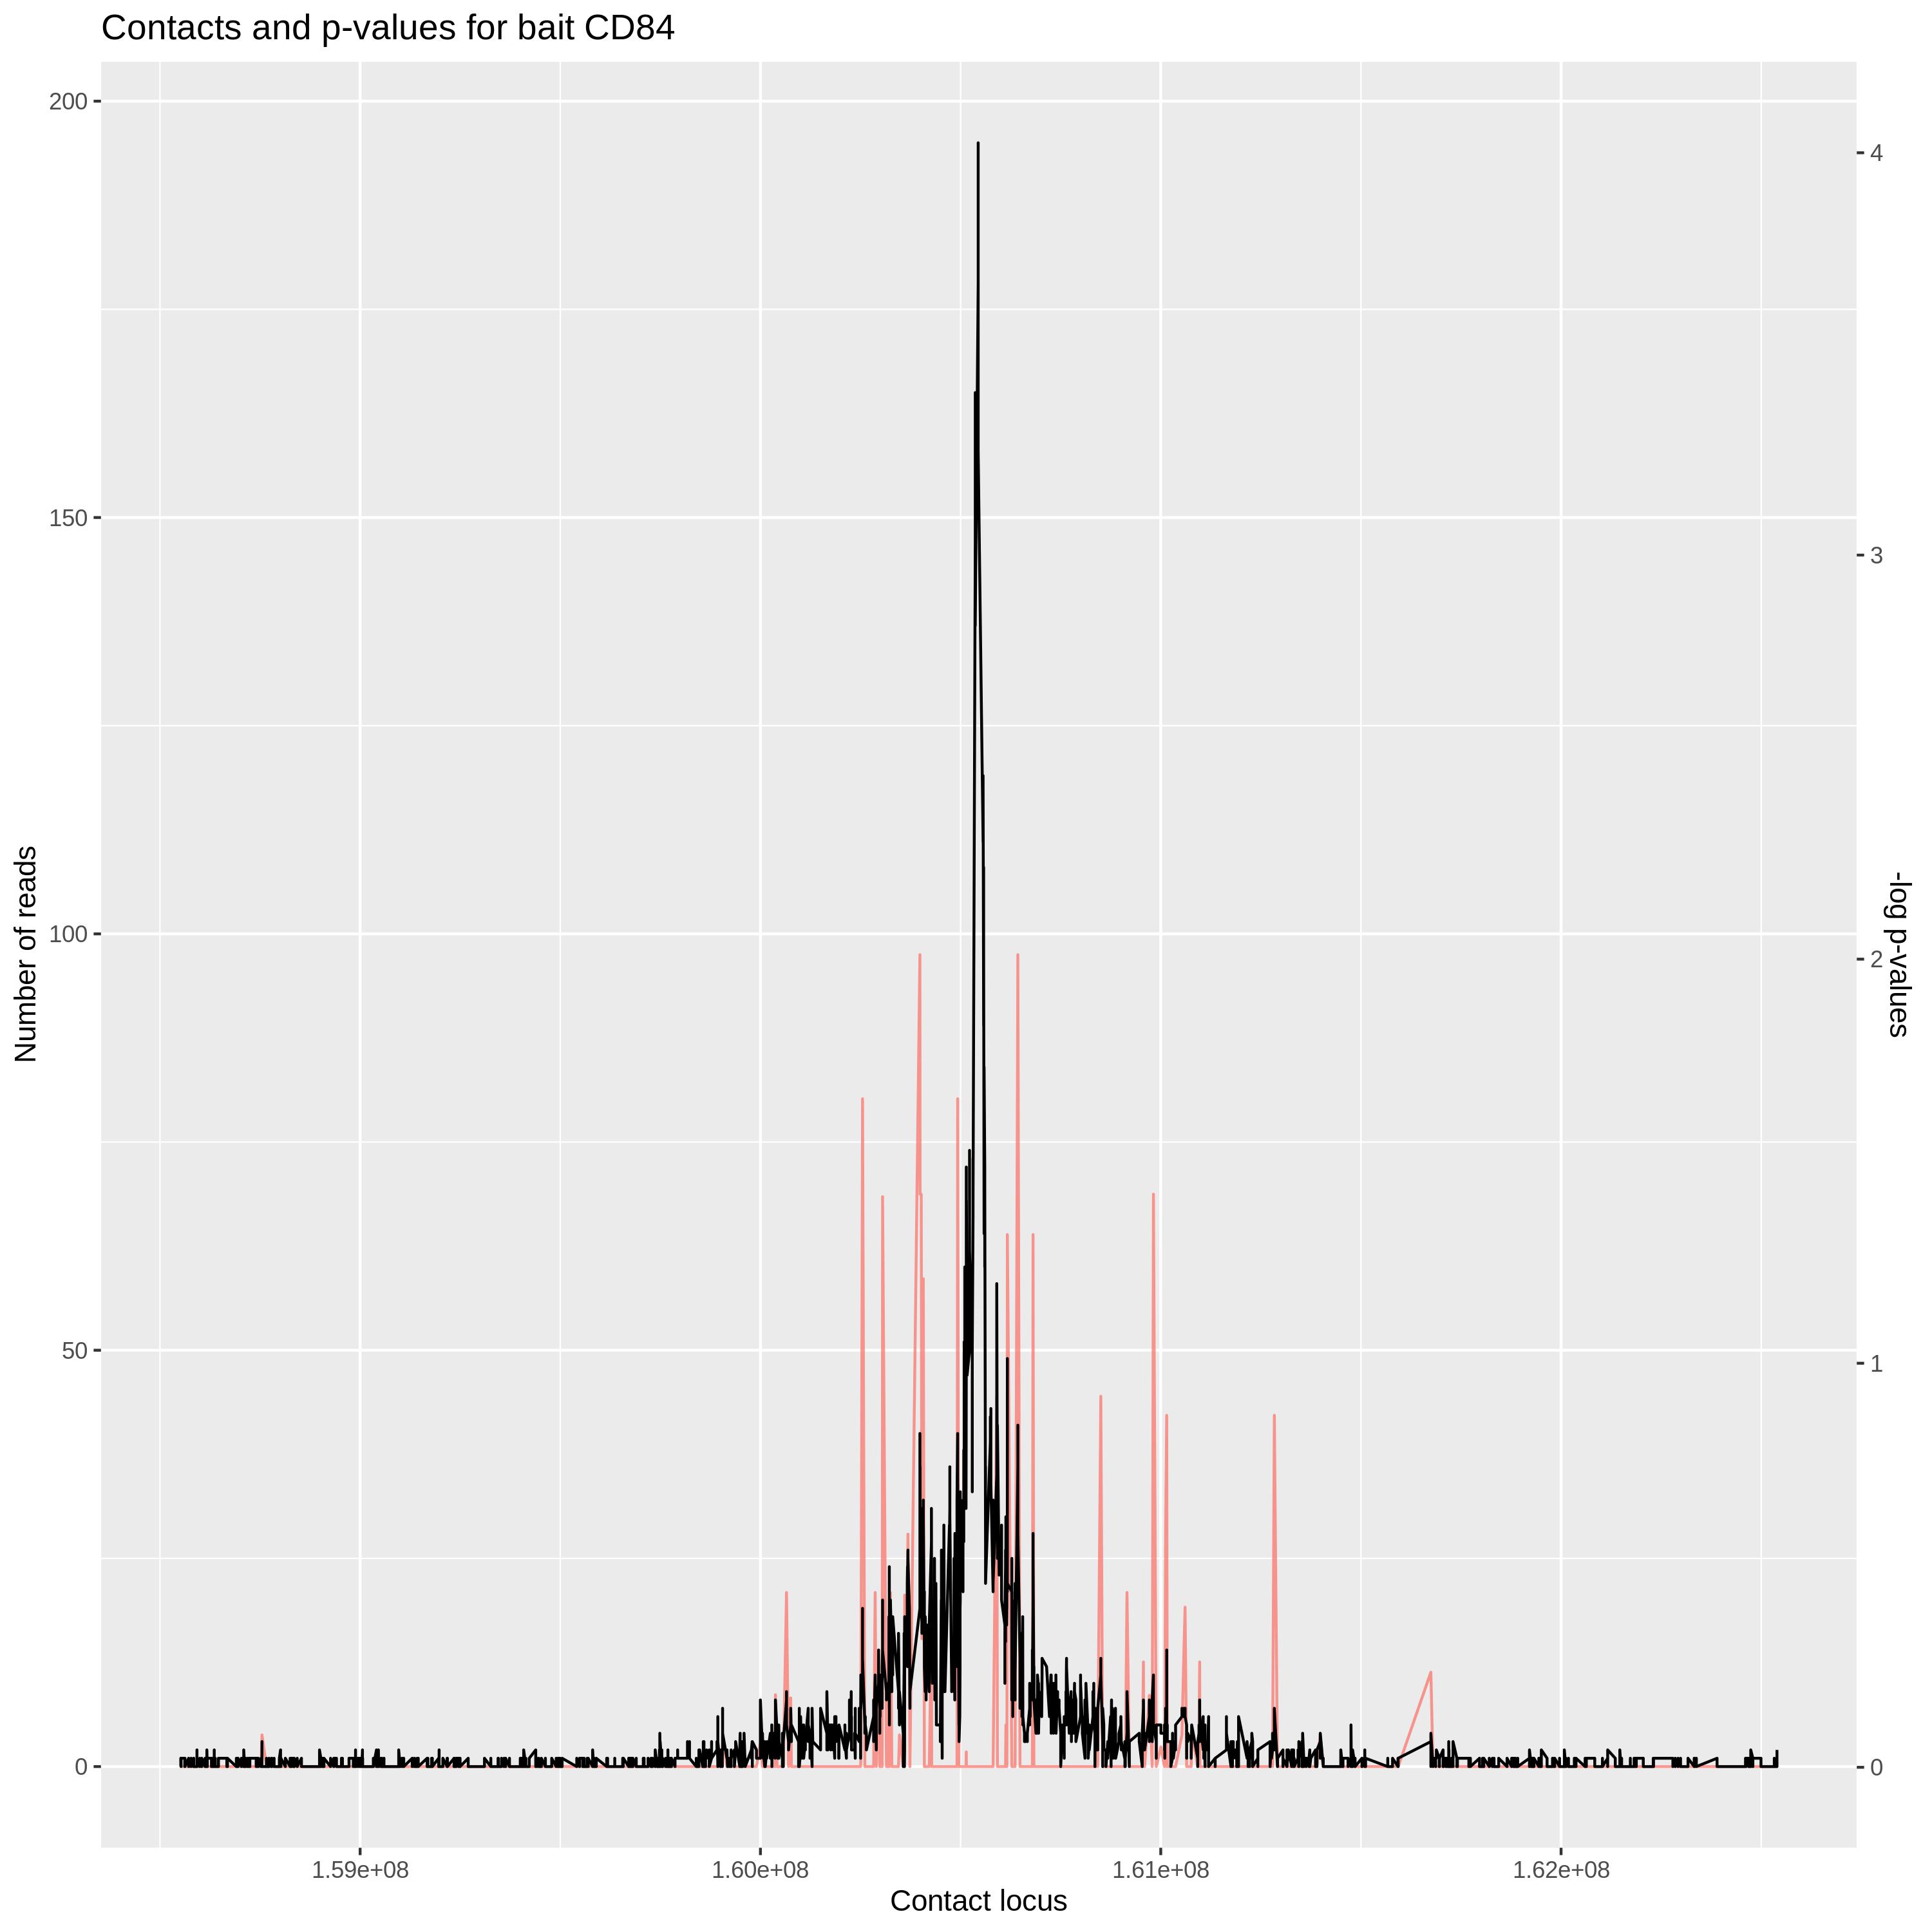 Contacts and p-values for bait CD84
200
150
100
50
0
Number of reads
4
3
2
1
0
-log p-values
1.59e+08
1.60e+08
1.61e+08
1.62e+08
Contact locus